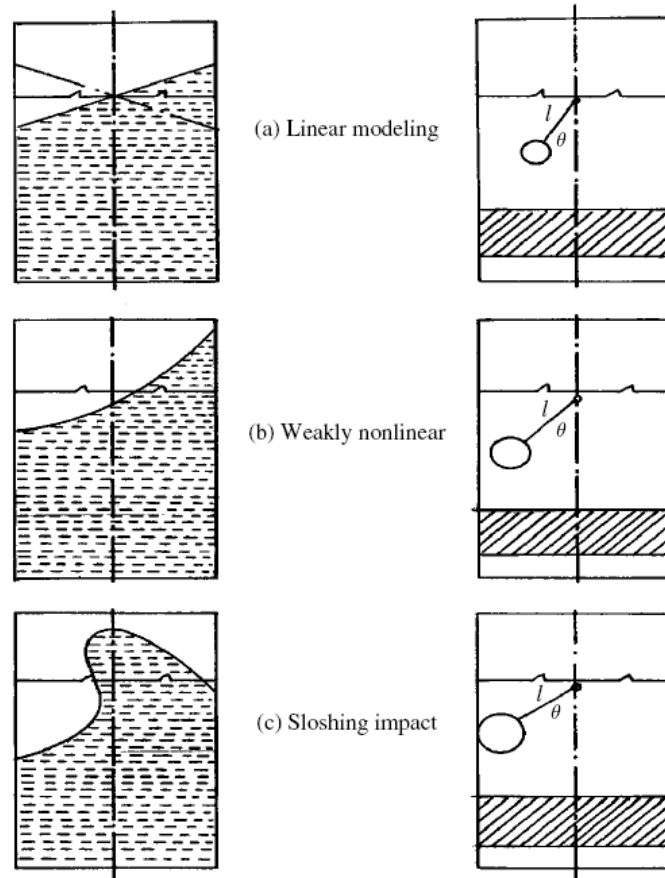 (a) Linear modeling
l
θ
(b) Weakly nonlinear
l
θ
(c) Sloshing impact
l
θ